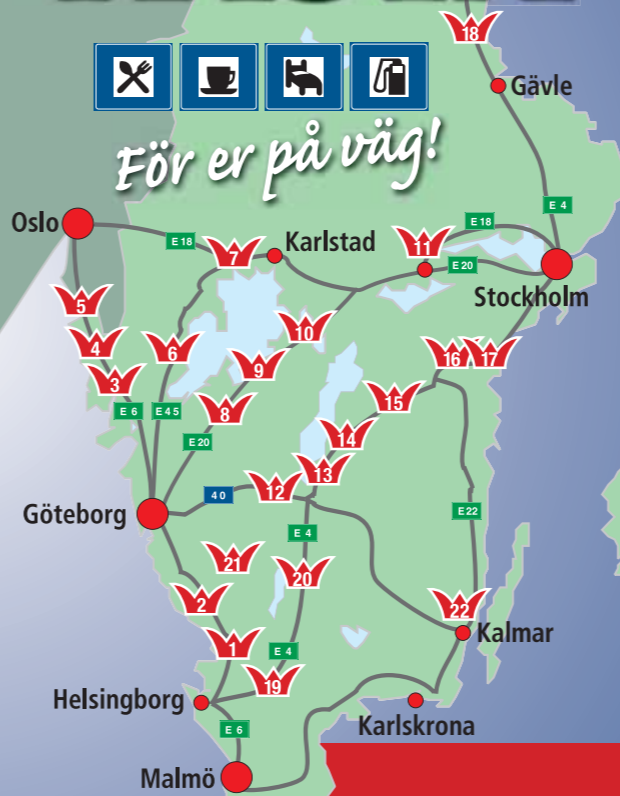 18
Gävle
För er på väg!
E 4
Oslo
E 18
E 18
7
Karlstad
11
E 20
Stockholm
5
10
4
6
16
17
9
3
15
8
E 6
E 45
E 20
14
13
40
12
Göteborg
E22
E 4
21
20
2
22
Kalmar
1
E 4
19
Helsingborg
Karlskrona
E 6
Malmö